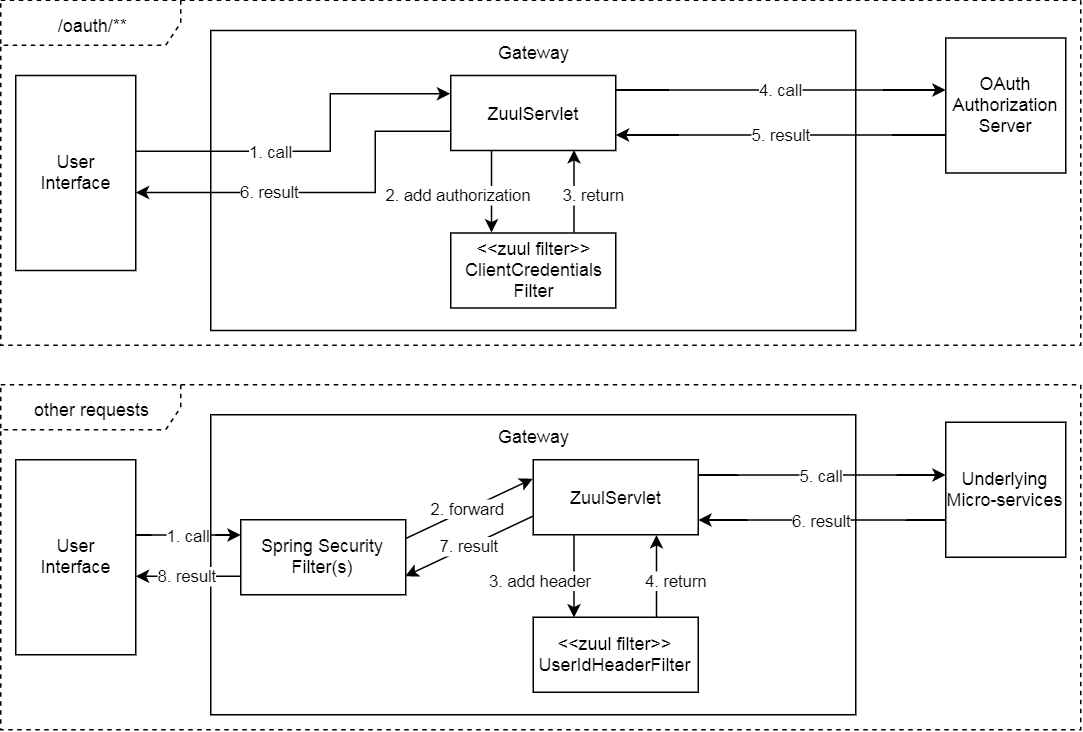 /oauth/**
Gateway
User
Interface
ZuulServlet
OAuth
Authorization
Server
1. call
4. call
5. result
6. result
2. add authorization
3. return
<<zuul filter>>
ClientCredentials
Filter
other requests
Gateway
User
Interface
Spring Security
Filter(s)
ZuulServlet
Underlying
Micro-services
1. call
2. forward
5. call
6. result
7. result
8. result
3. add header
4. return
<<zuul filter>>
UserIdHeaderFilter